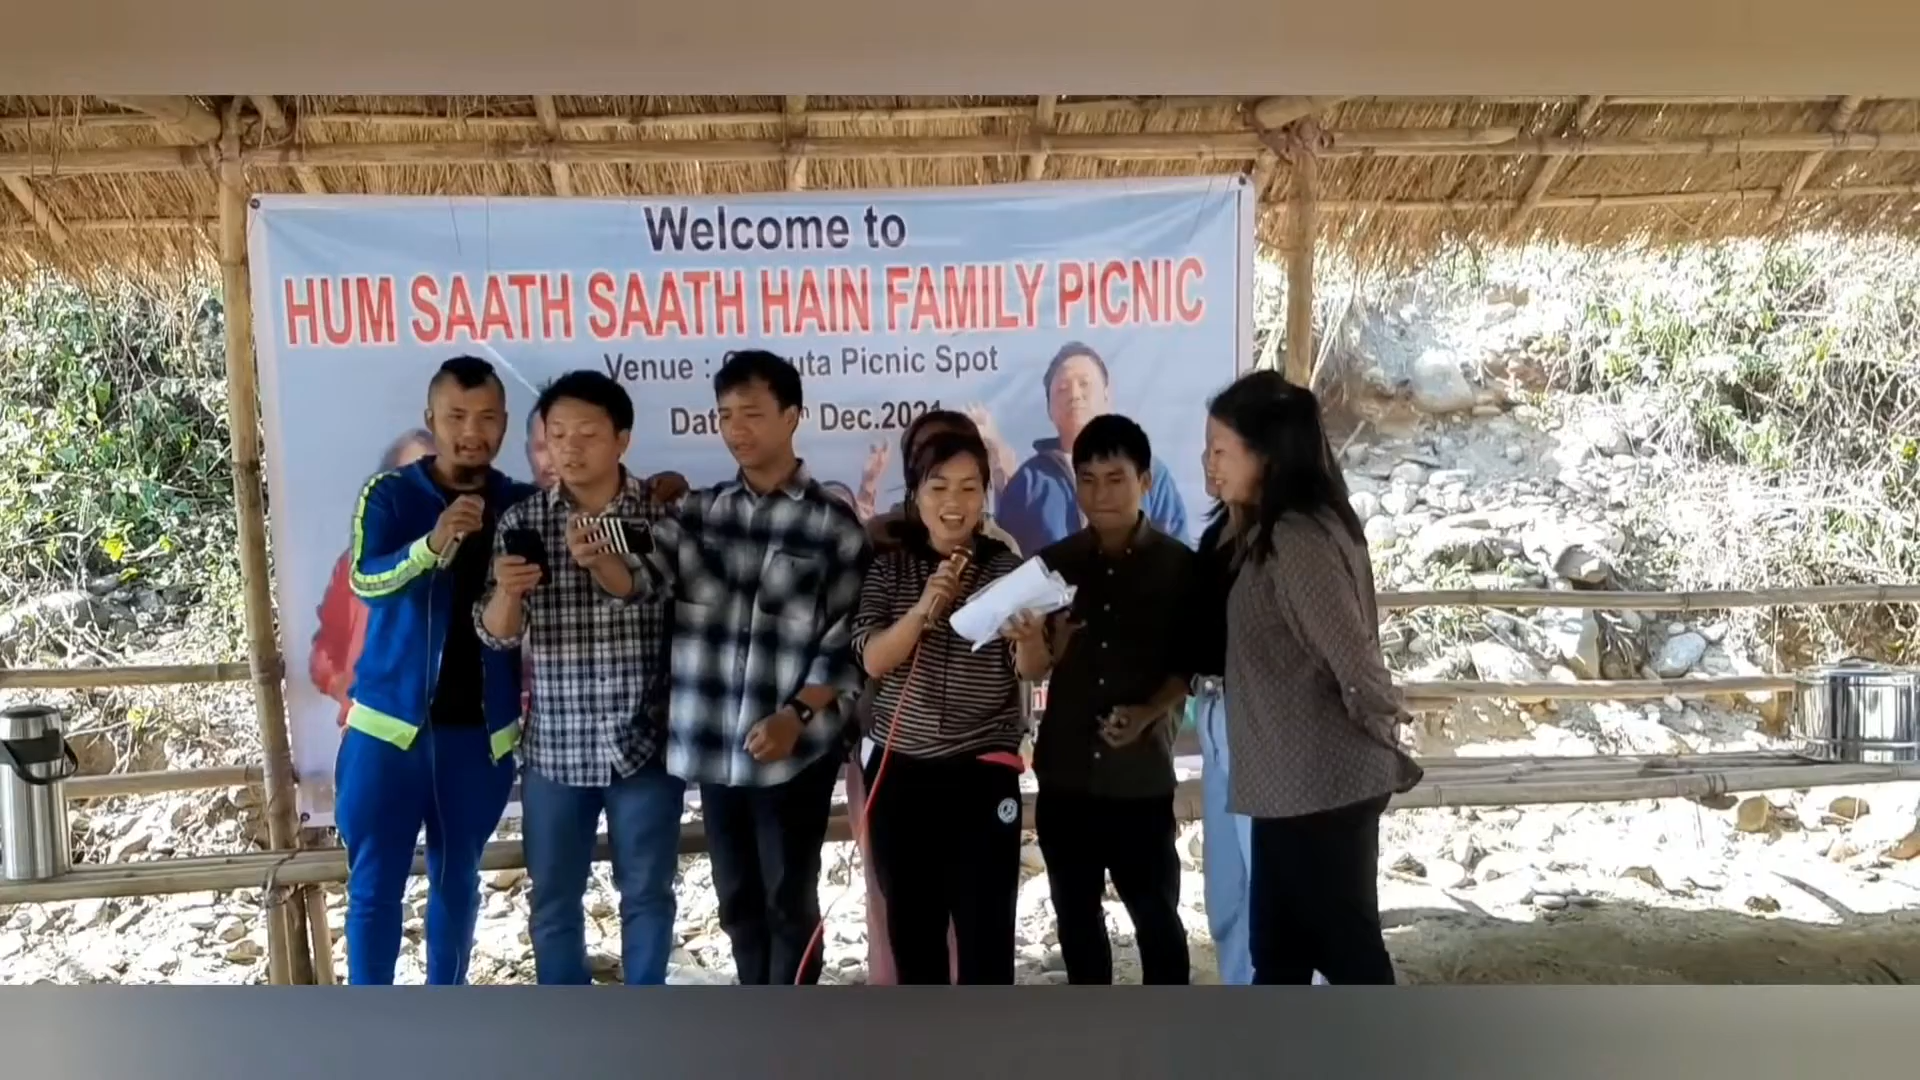 Welcome to
HUM SAATH SAATH HAIN FAMILY PICNIC
Venue : Picnic Spot
Dec.2021